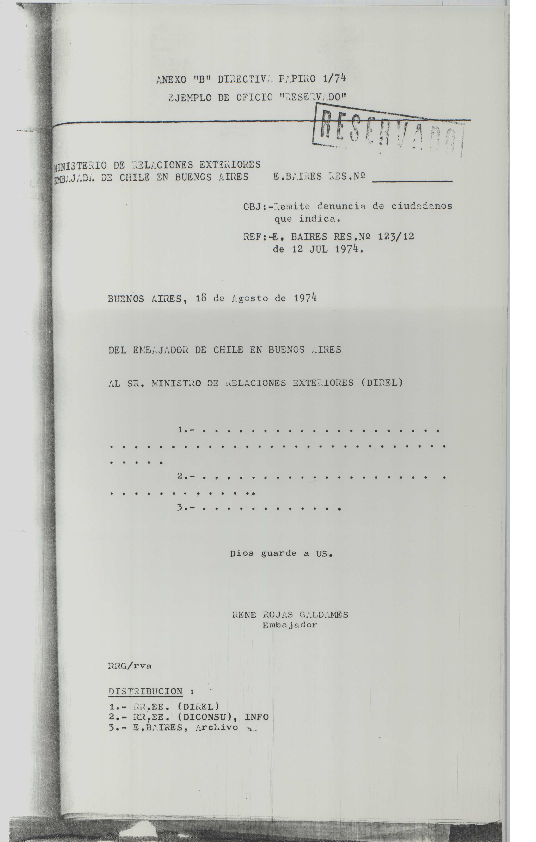 ANEXO "B" DIRECTIVA PAPIRO 1/74
EJEMPLO DE OFICIO "RESERVADO"
RESERVADO
MINISTERIO DE RELACIONES EXTERIORES
EMBAJADA DE CHILE EN BUENOS AIRES E.BAIRES RES.Nº
OBJ:-Remite denuncia de ciudadanos
que indica.
REF:-E. BAIRES RES.Nº 123/12
de 12 JUL 1974.
BUENOS AIRES, 18 de Agosto de 1974
DEL EMBAJADOR DE CHILE EN BUENOS AIRES
AL SR. MINISTRO DE RELACIONES EXTERIORES (DIREL)
1.- . . . . . . . . . . . . . . . . . . . .
. . . . . . . . . . . . . . . . . . . . . . . . . . . .
. . . . .
2.- . . . . . . . . . . . . . . . . . . . .
. . . . . . . . . . . ..
3.- . . . . . . . . . . . .
Dios guarde a US.
RENE ROJAS GALDAMES
Embajador
RRG/rva
DISTRIBUCION :
1.- RR.EE. (DIREL)
2.- RR.EE. (DICONSU), INFO
3.- E.BAIRES, Archivo